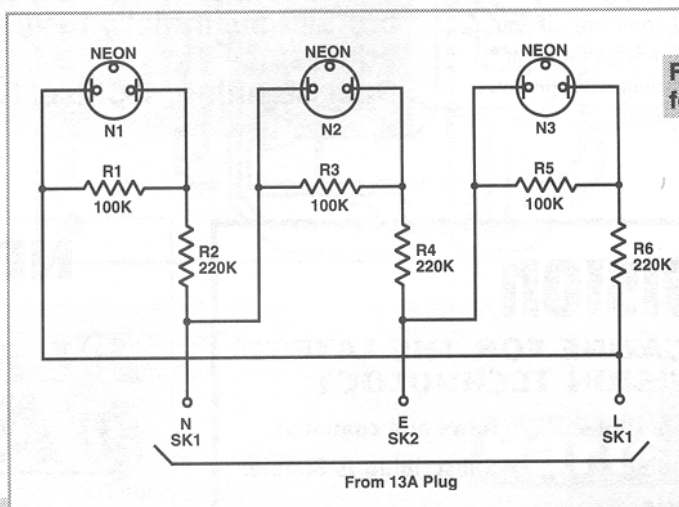 NEON NEON NEON
N1 N2 N3
R1 R3 R5
100K 100K 100K
R2 R4 R6
220K 220K 220K
N E L
SK1 SK2 SK1
From 13A Plug